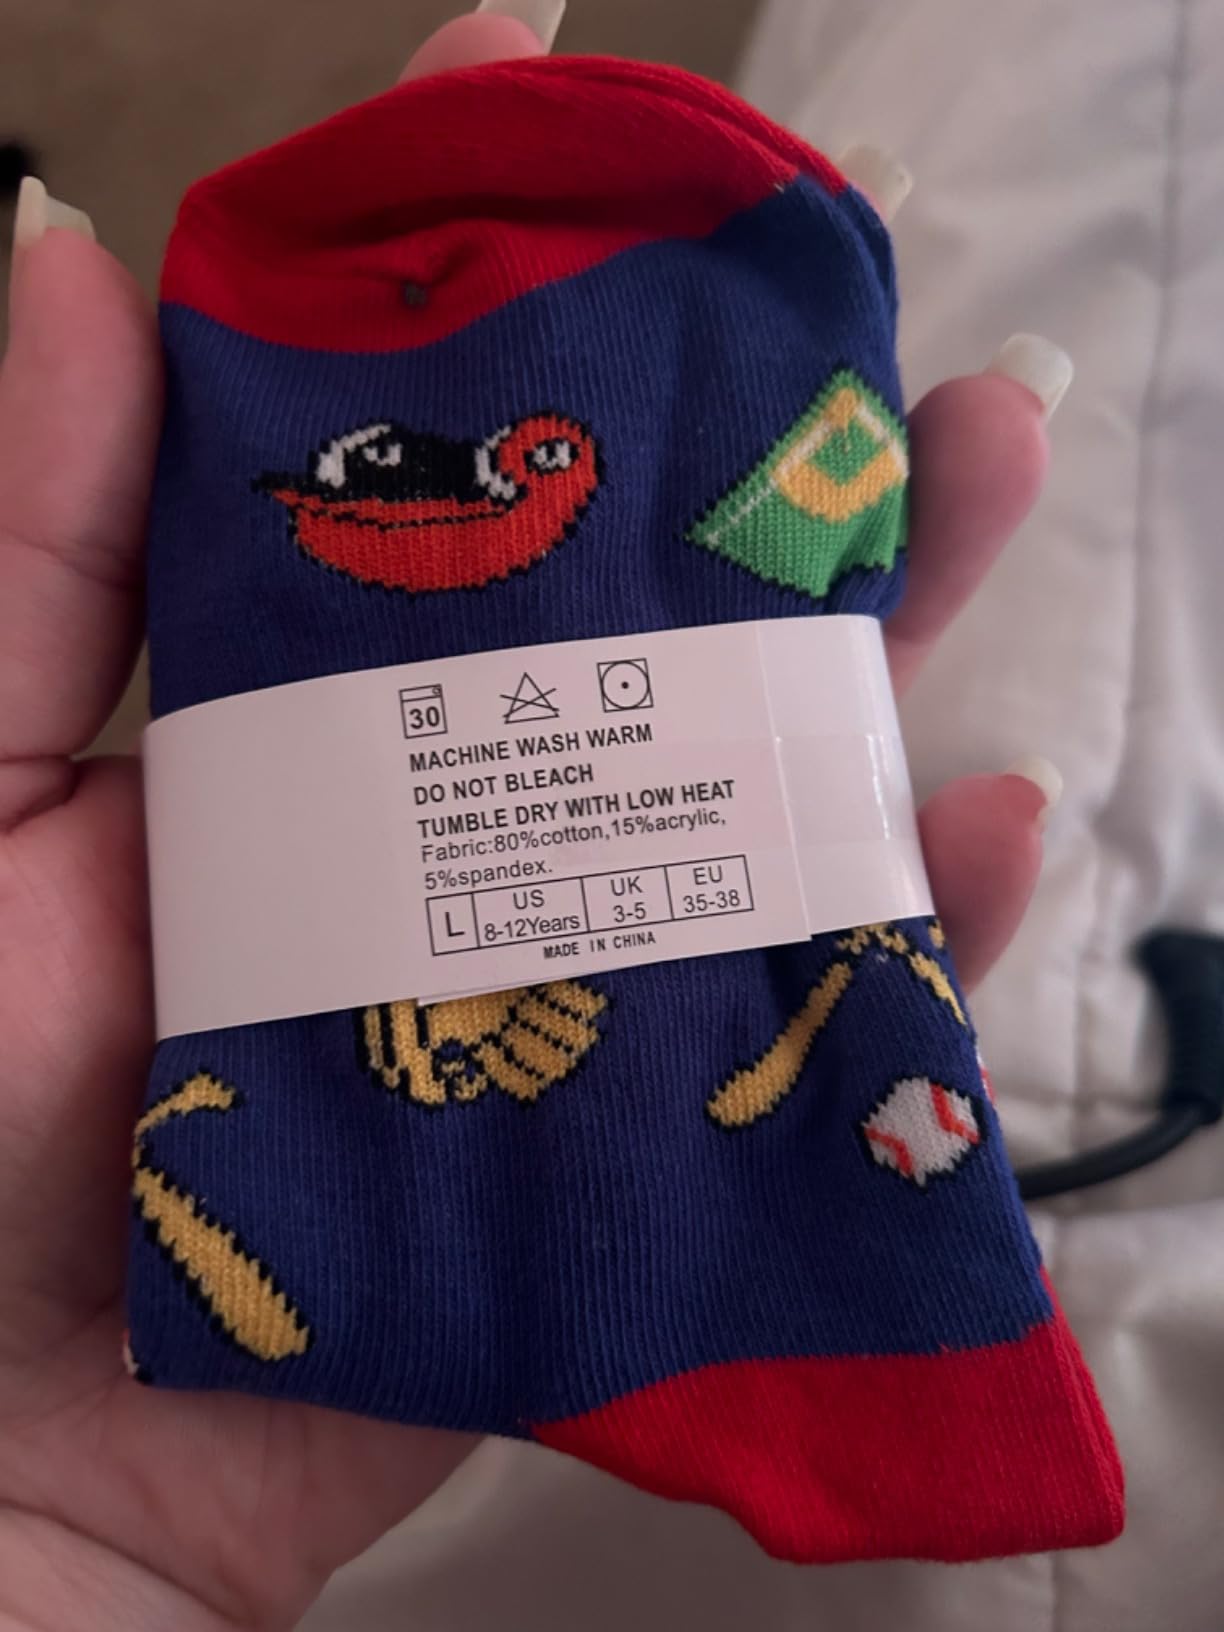 30
MACHINE WASH WARM
DO NOT BLEACH
TUMBLE DRY WITH LOW HEAT
Fabric:80%cotton,15%acrylic,
5%spandex.
L US UK EU
8-12Years 3-5 35-38
MADE IN CHINA